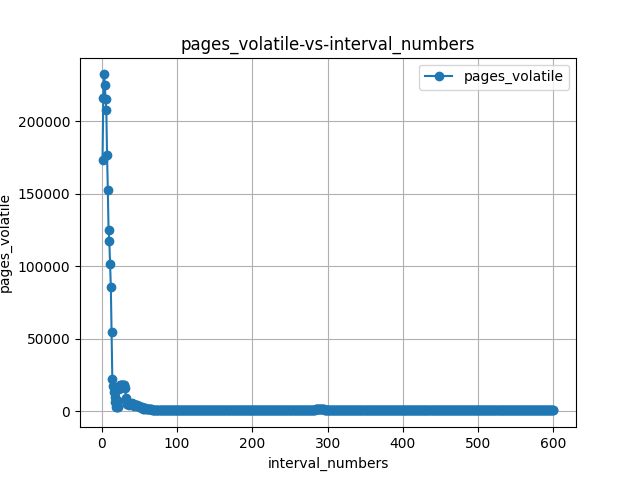 pages_volatile-vs-interval_numbers
pages_volatile
200000
150000
100000
50000
0
pages_volatile
0 100 200 300 400 500 600
interval_numbers